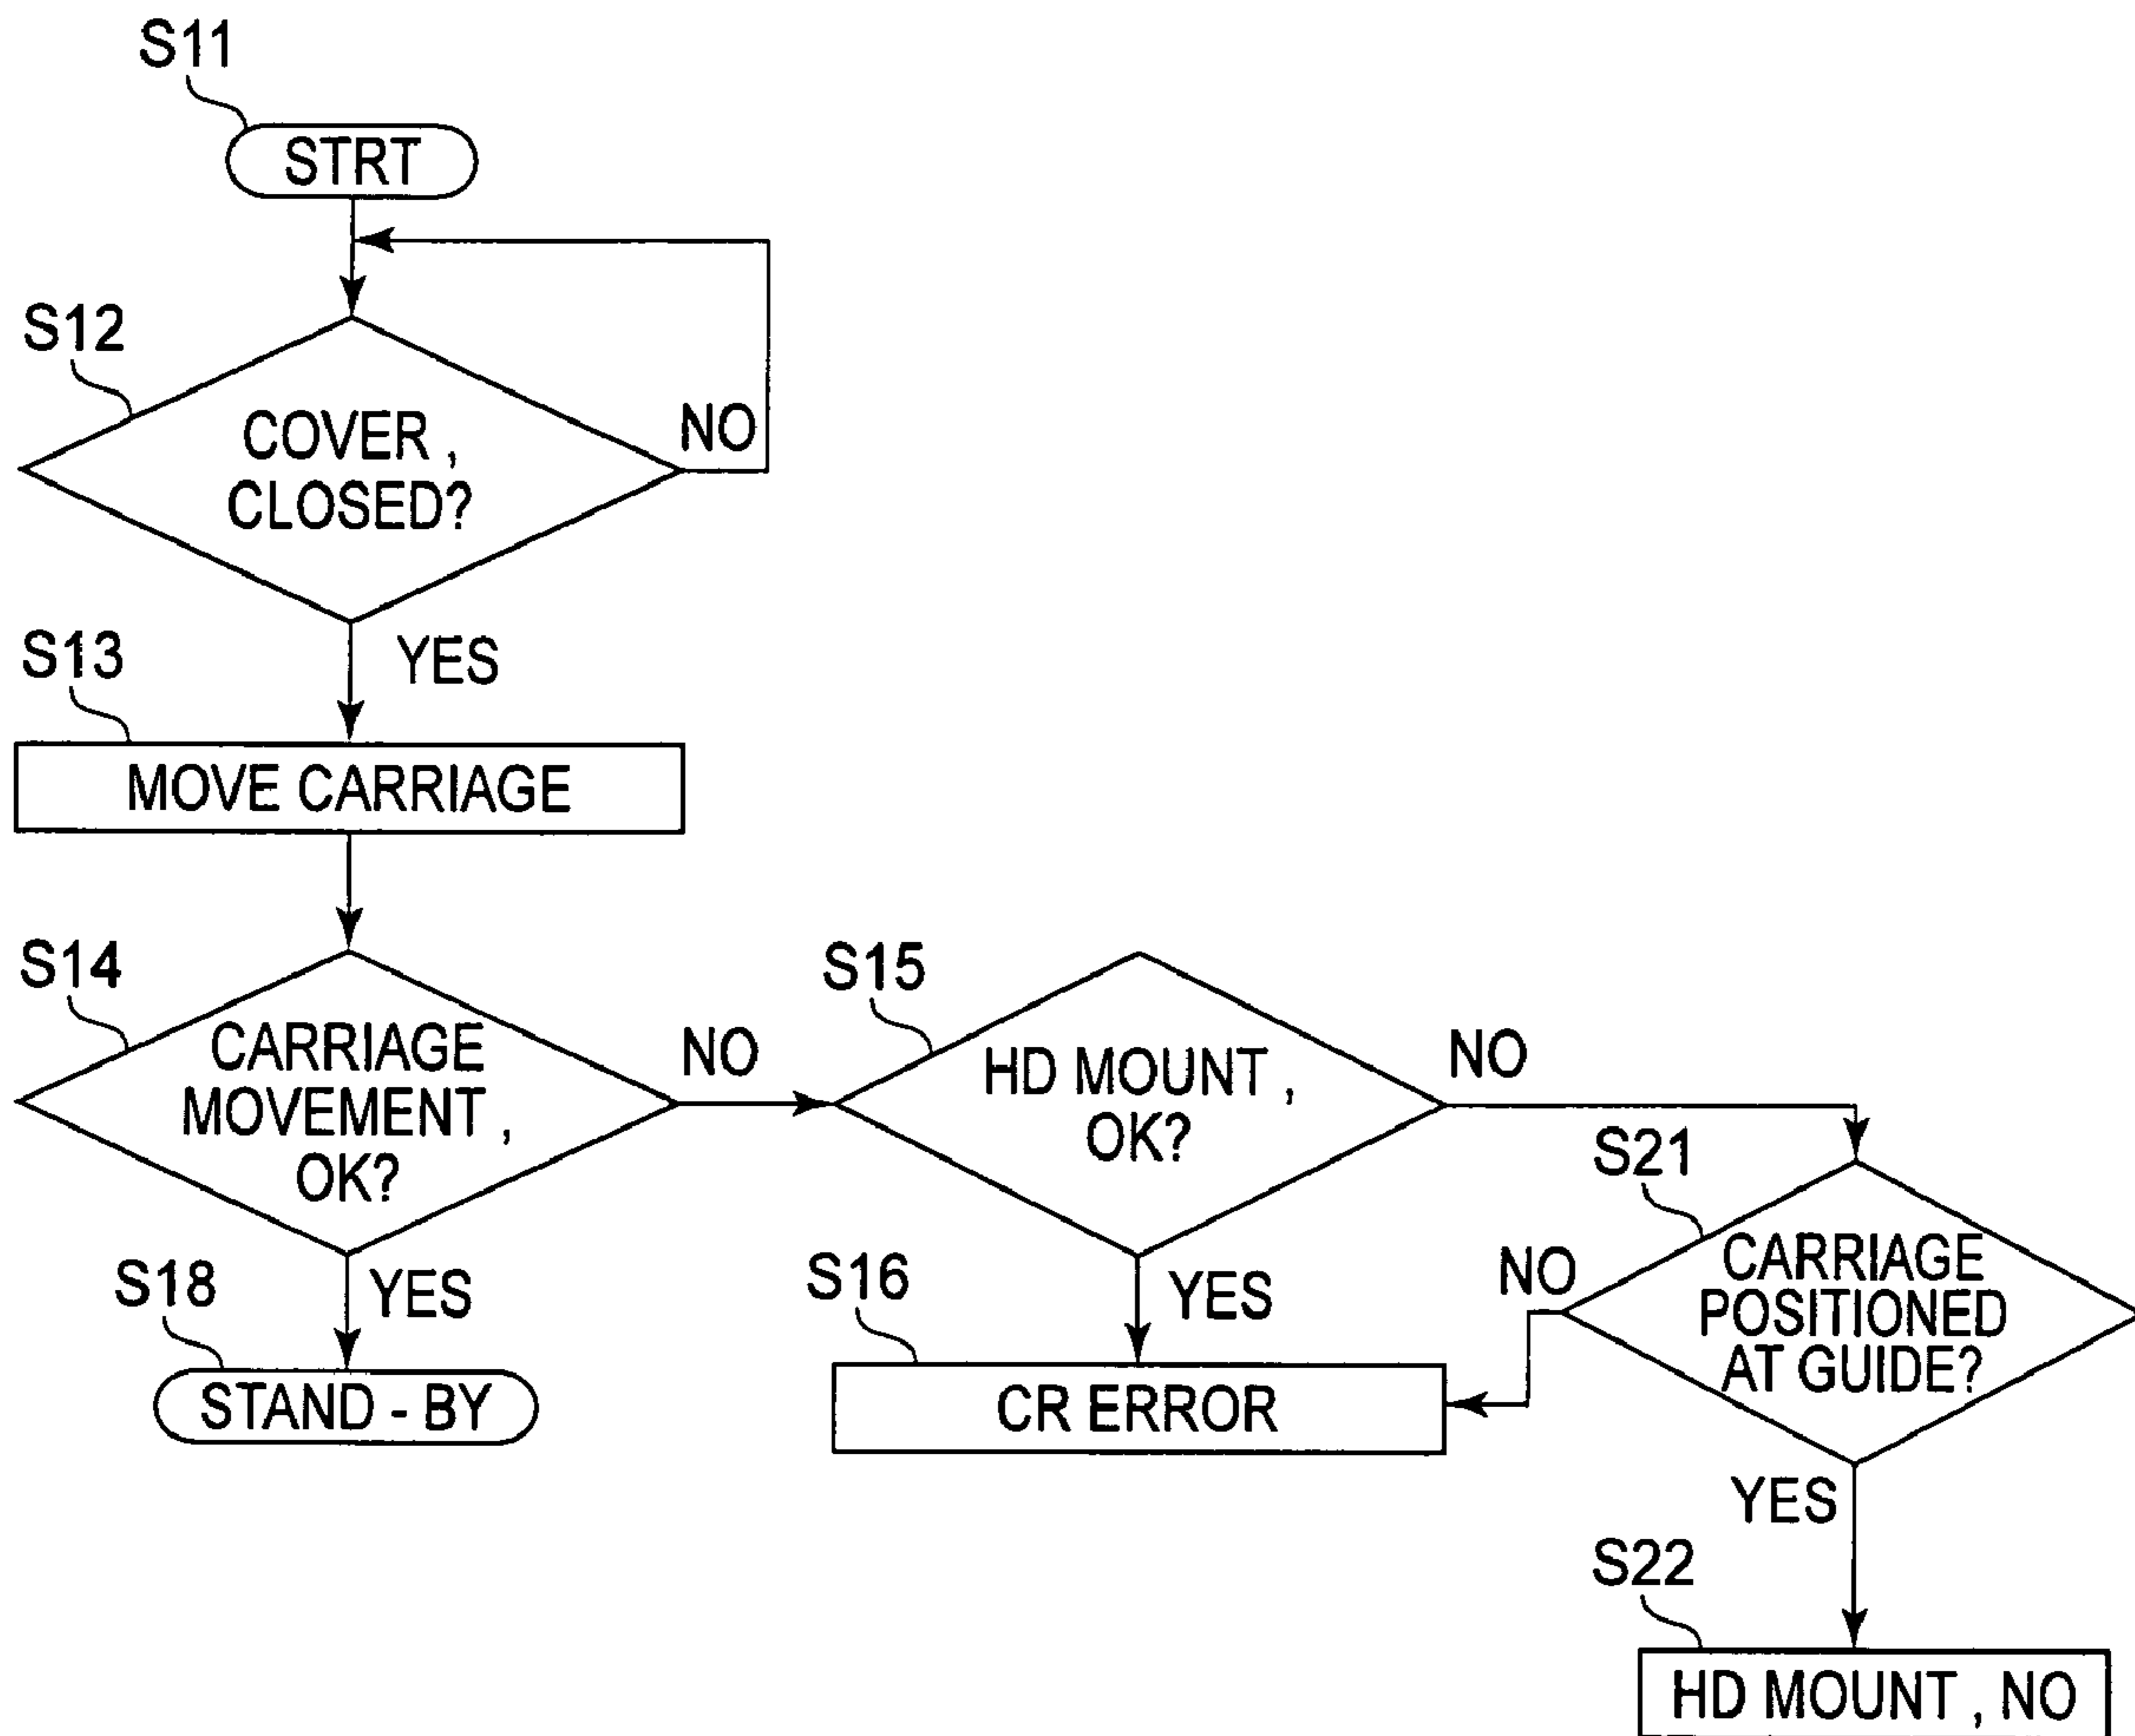 S11
STRT
S12
COVER ,
CLOSED?
NO
YES
S13
MOVE CARRIAGE
S14
CARRIAGE
MOVEMENT ,
OK?
NO
S15
HD MOUNT ,
OK?
NO
S21
CARRIAGE
POSITIONED
AT GUIDE?
NO
YES
S18
STAND - BY
YES
S16
CR ERROR
YES
S22
HD MOUNT , NO